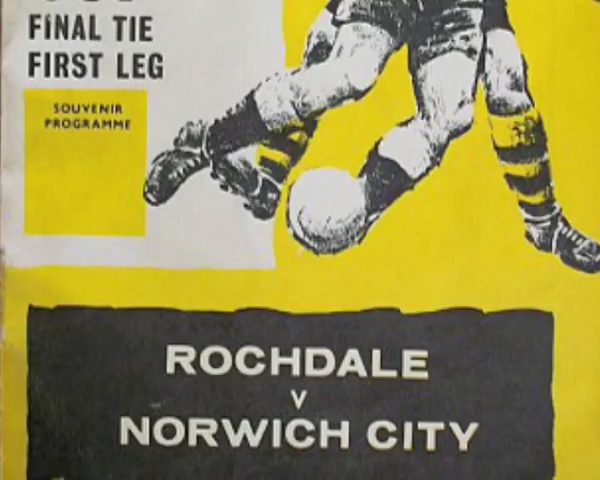 FINAL TIE
FIRST LEG
SOUVENIR
PROGRAMME
ROCHDALE
v
NORWICH CITY